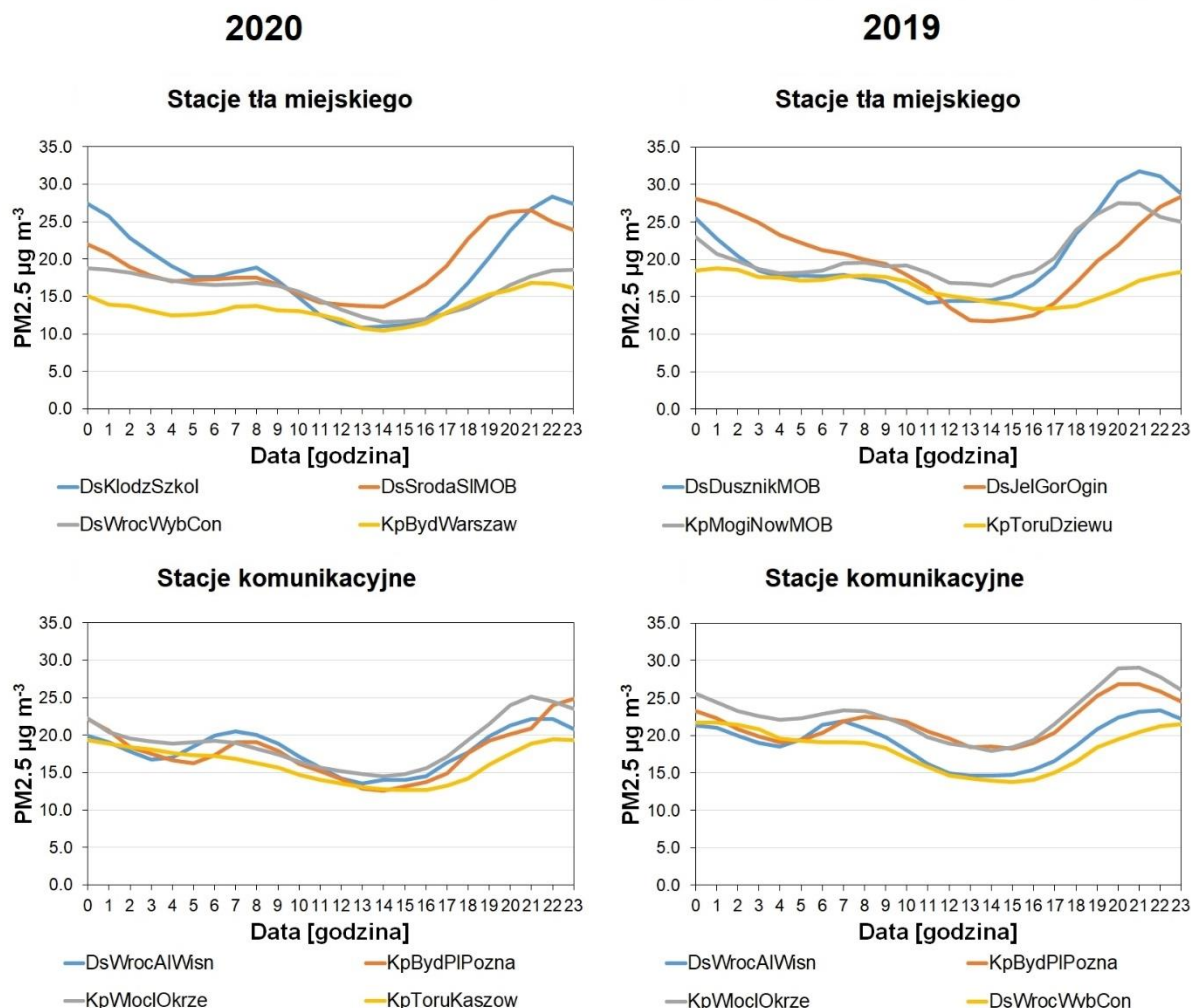 2020
Stacje tła miejskiego
PM2.5 µg m-3
35.0
30.0
25.0
20.0
15.0
10.0
5.0
0.0
0 1 2 3 4 5 6 7 8 9 10 11 12 13 14 15 16 17 18 19 20 21 22 23
Data [godzina]
DsKlodzSzkol DsSrodaSlMOB
DsWrocWybCon KpBydWarszaw
2019
Stacje tła miejskiego
PM2.5 µg m-3
35.0
30.0
25.0
20.0
15.0
10.0
5.0
0.0
0 1 2 3 4 5 6 7 8 9 10 11 12 13 14 15 16 17 18 19 20 21 22 23
Data [godzina]
DsDusznikMOB DsJelGorOgin
KpMogiNowMOB KpToruDziewu
Stacje komunikacyjne
PM2.5 µg m-3
35.0
30.0
25.0
20.0
15.0
10.0
5.0
0.0
0 1 2 3 4 5 6 7 8 9 10 11 12 13 14 15 16 17 18 19 20 21 22 23
Data [godzina]
DsWrocAlWisn KpBydPlPozna
KpWloclOkrze KpToruKaszow
Stacje komunikacyjne
PM2.5 µg m-3
35.0
30.0
25.0
20.0
15.0
10.0
5.0
0.0
0 1 2 3 4 5 6 7 8 9 10 11 12 13 14 15 16 17 18 19 20 21 22 23
Data [godzina]
DsWrocAlWisn KpBydPlPozna
KpWloclOkrze DsWrocWybCon